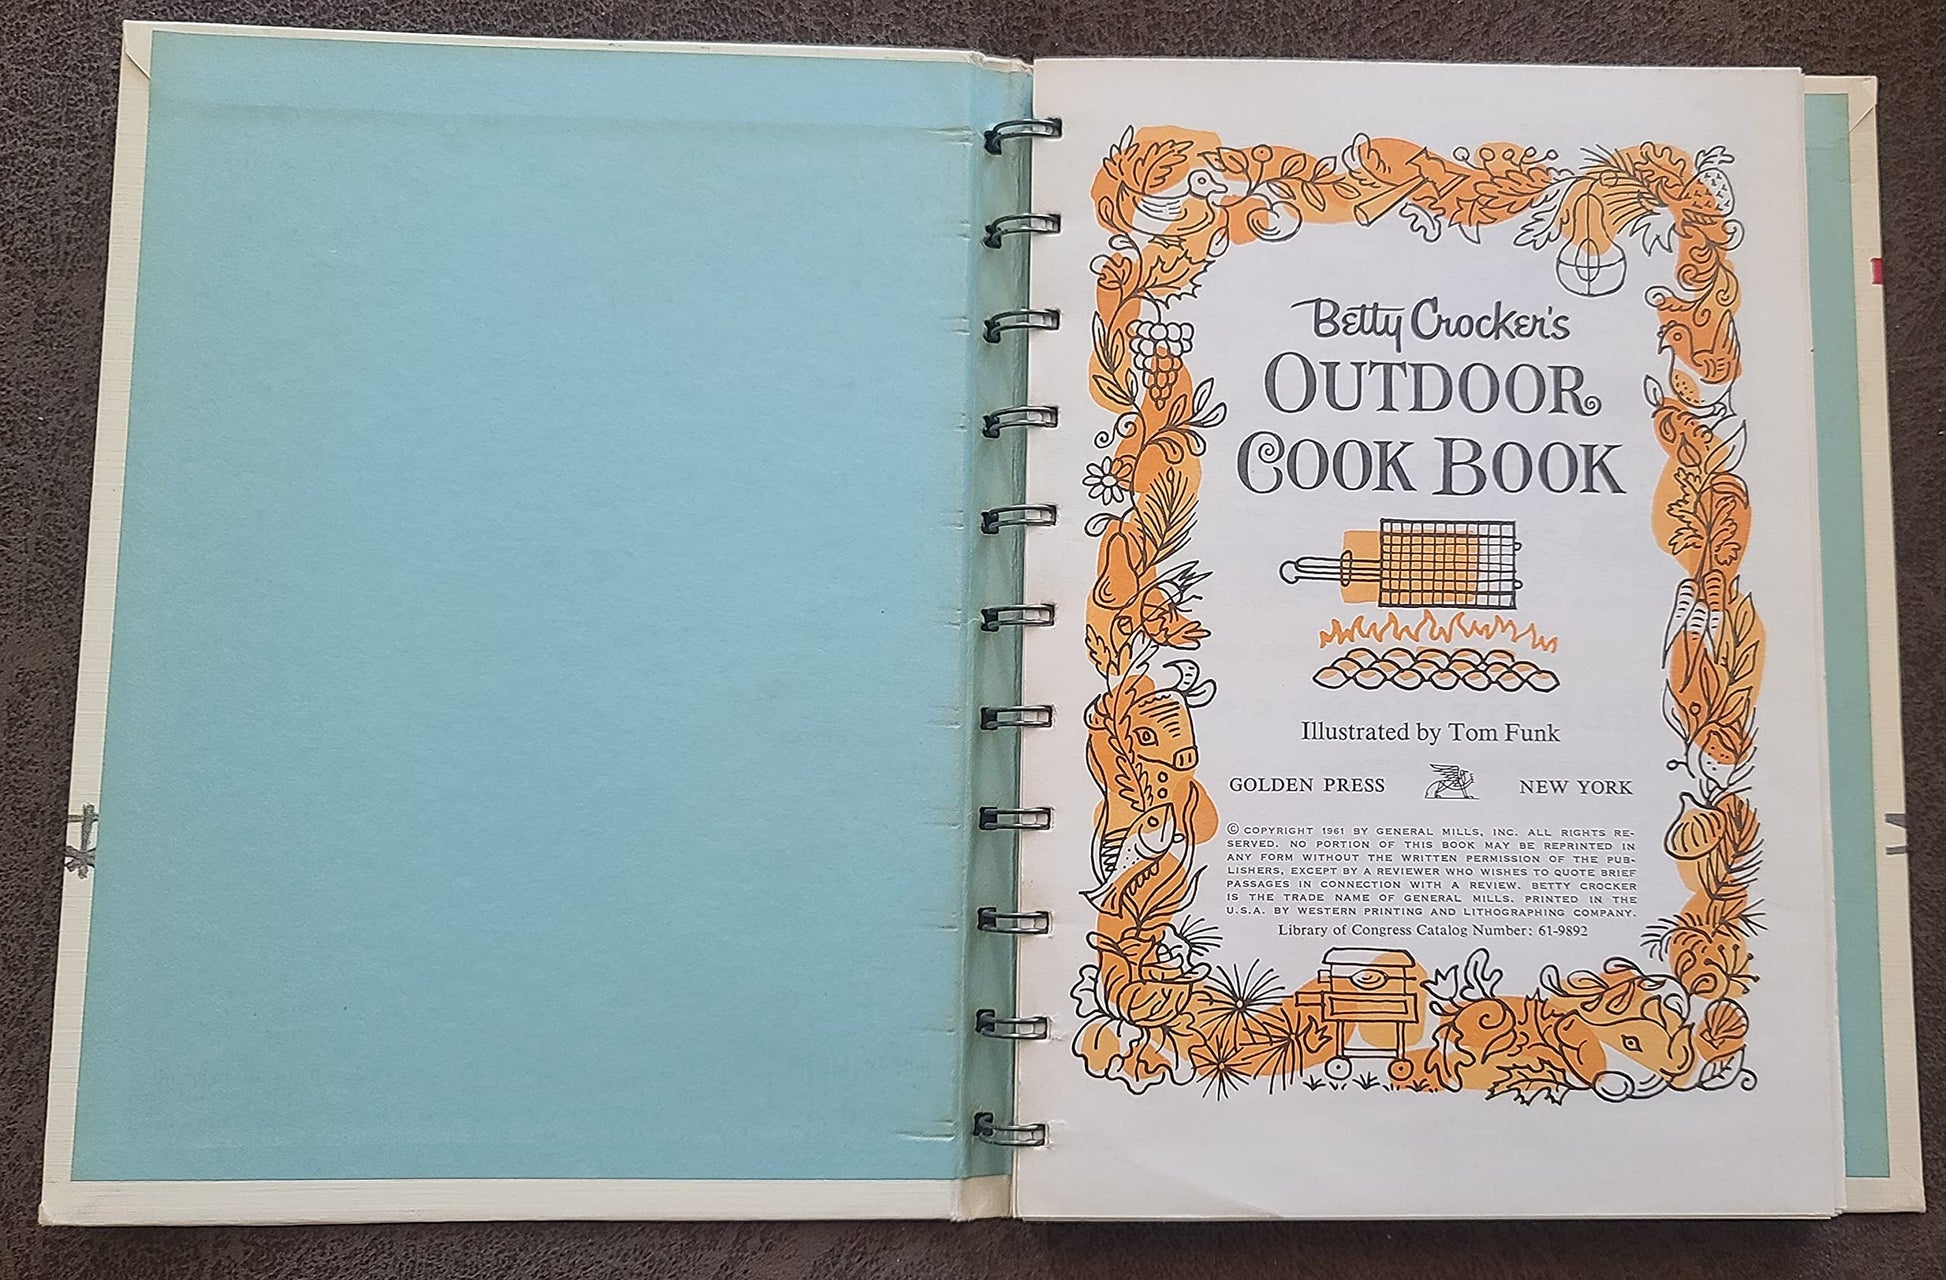 Betty Crocker's
OUTDOOR
COOK BOOK
Illustrated by Tom Funk
GOLDEN PRESS NEW YORK
© COPYRIGHT 1961 BY GENERAL MILLS, INC. ALL RIGHTS RE-
SERVED. NO PORTION OF THIS BOOK MAY BE REPRINTED IN
ANY FORM WITHOUT THE WRITTEN PERMISSION OF THE PUB-
LISHERS, EXCEPT BY A REVIEWER WHO WISHES TO QUOTE BRIEF
PASSAGES IN CONNECTION WITH A REVIEW. BETTY CROCKER
IS THE TRADE NAME OF GENERAL MILLS. PRINTED IN THE
U.S.A. BY WESTERN PRINTING AND LITHOGRAPHING COMPANY.
Library of Congress Catalog Number: 61-9892